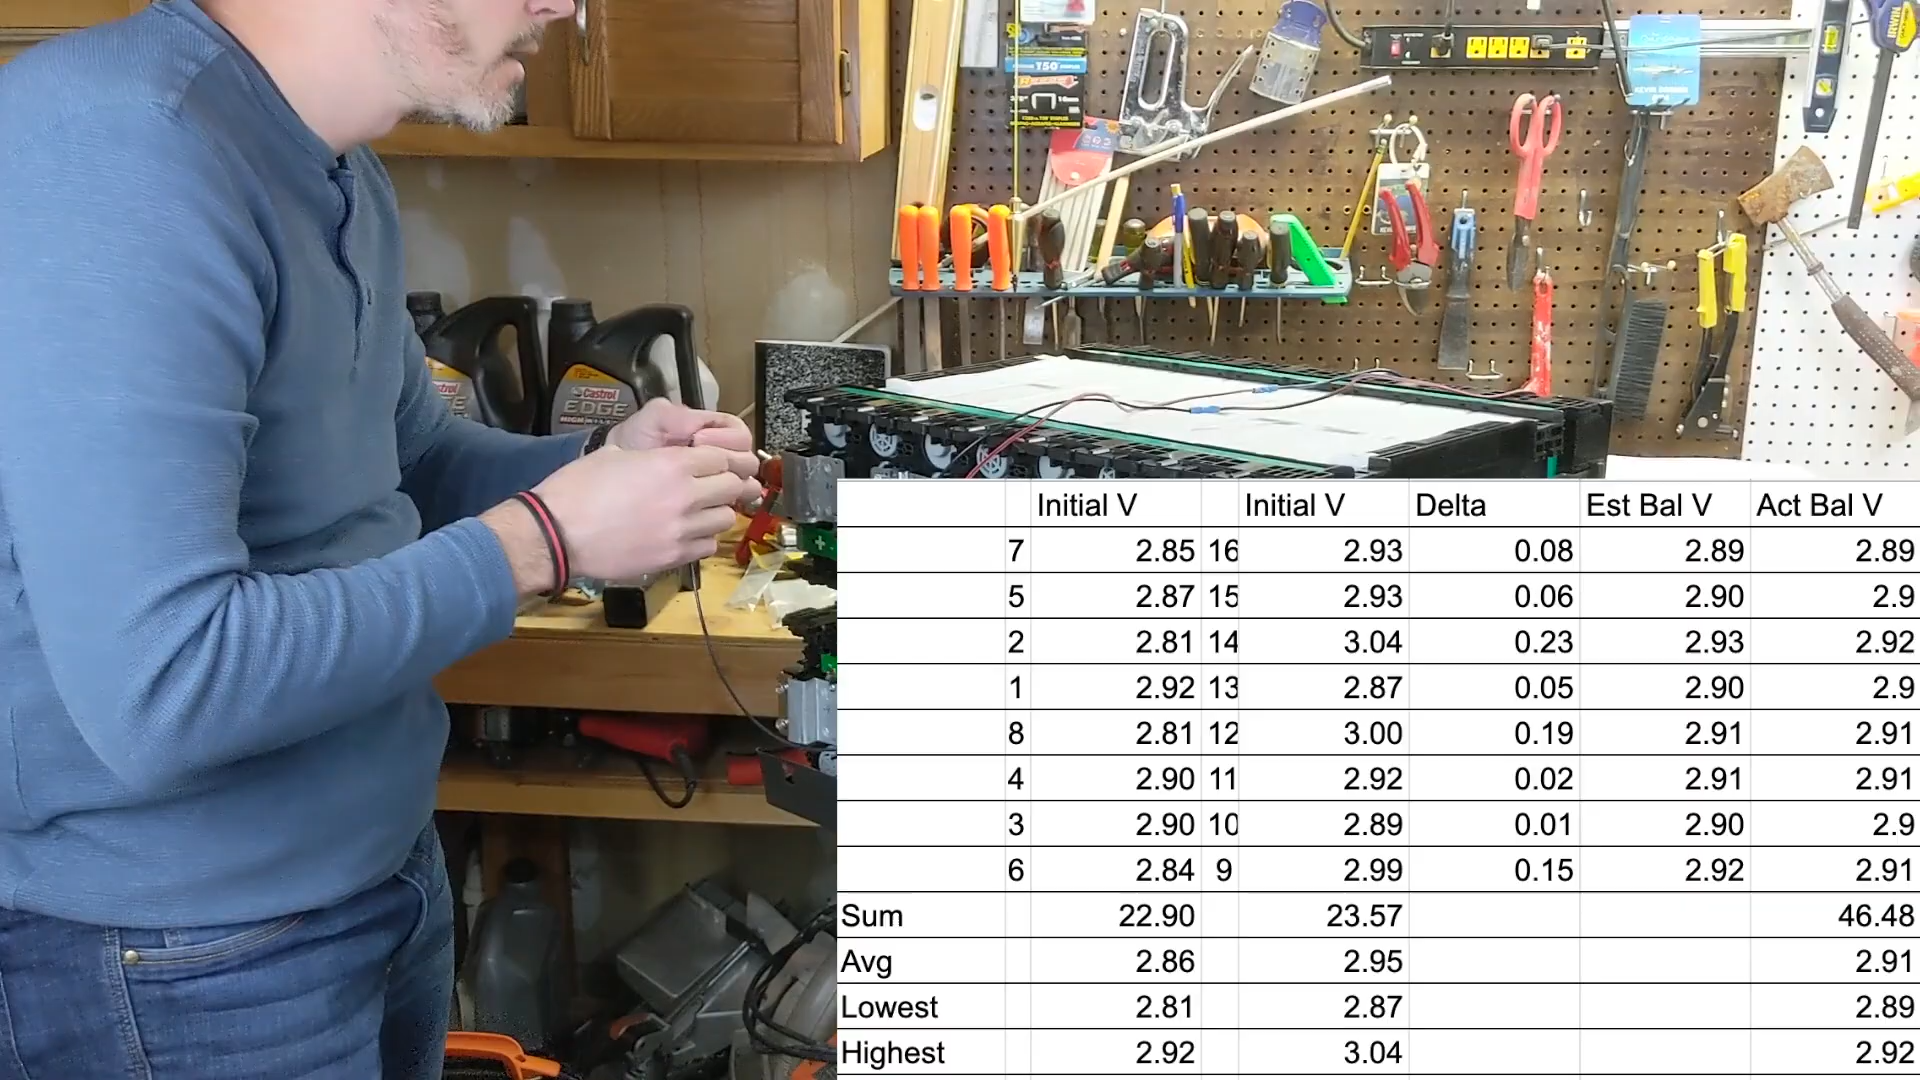 T50
Castrol
EDGE
Initial V Initial V Delta Est Bal V Act Bal V
7 2.85 16 2.93 0.08 2.89 2.89
5 2.87 15 2.93 0.06 2.90 2.9
2 2.81 14 3.04 0.23 2.93 2.92
1 2.92 13 2.87 0.05 2.90 2.9
8 2.81 12 3.00 0.19 2.91 2.91
4 2.90 11 2.92 0.02 2.91 2.91
3 2.90 10 2.89 0.01 2.90 2.9
6 2.84 9 2.99 0.15 2.92 2.91
Sum 22.90 23.57 46.48
Avg 2.86 2.95 2.91
Lowest 2.81 2.87 2.89
Highest 2.92 3.04 2.92